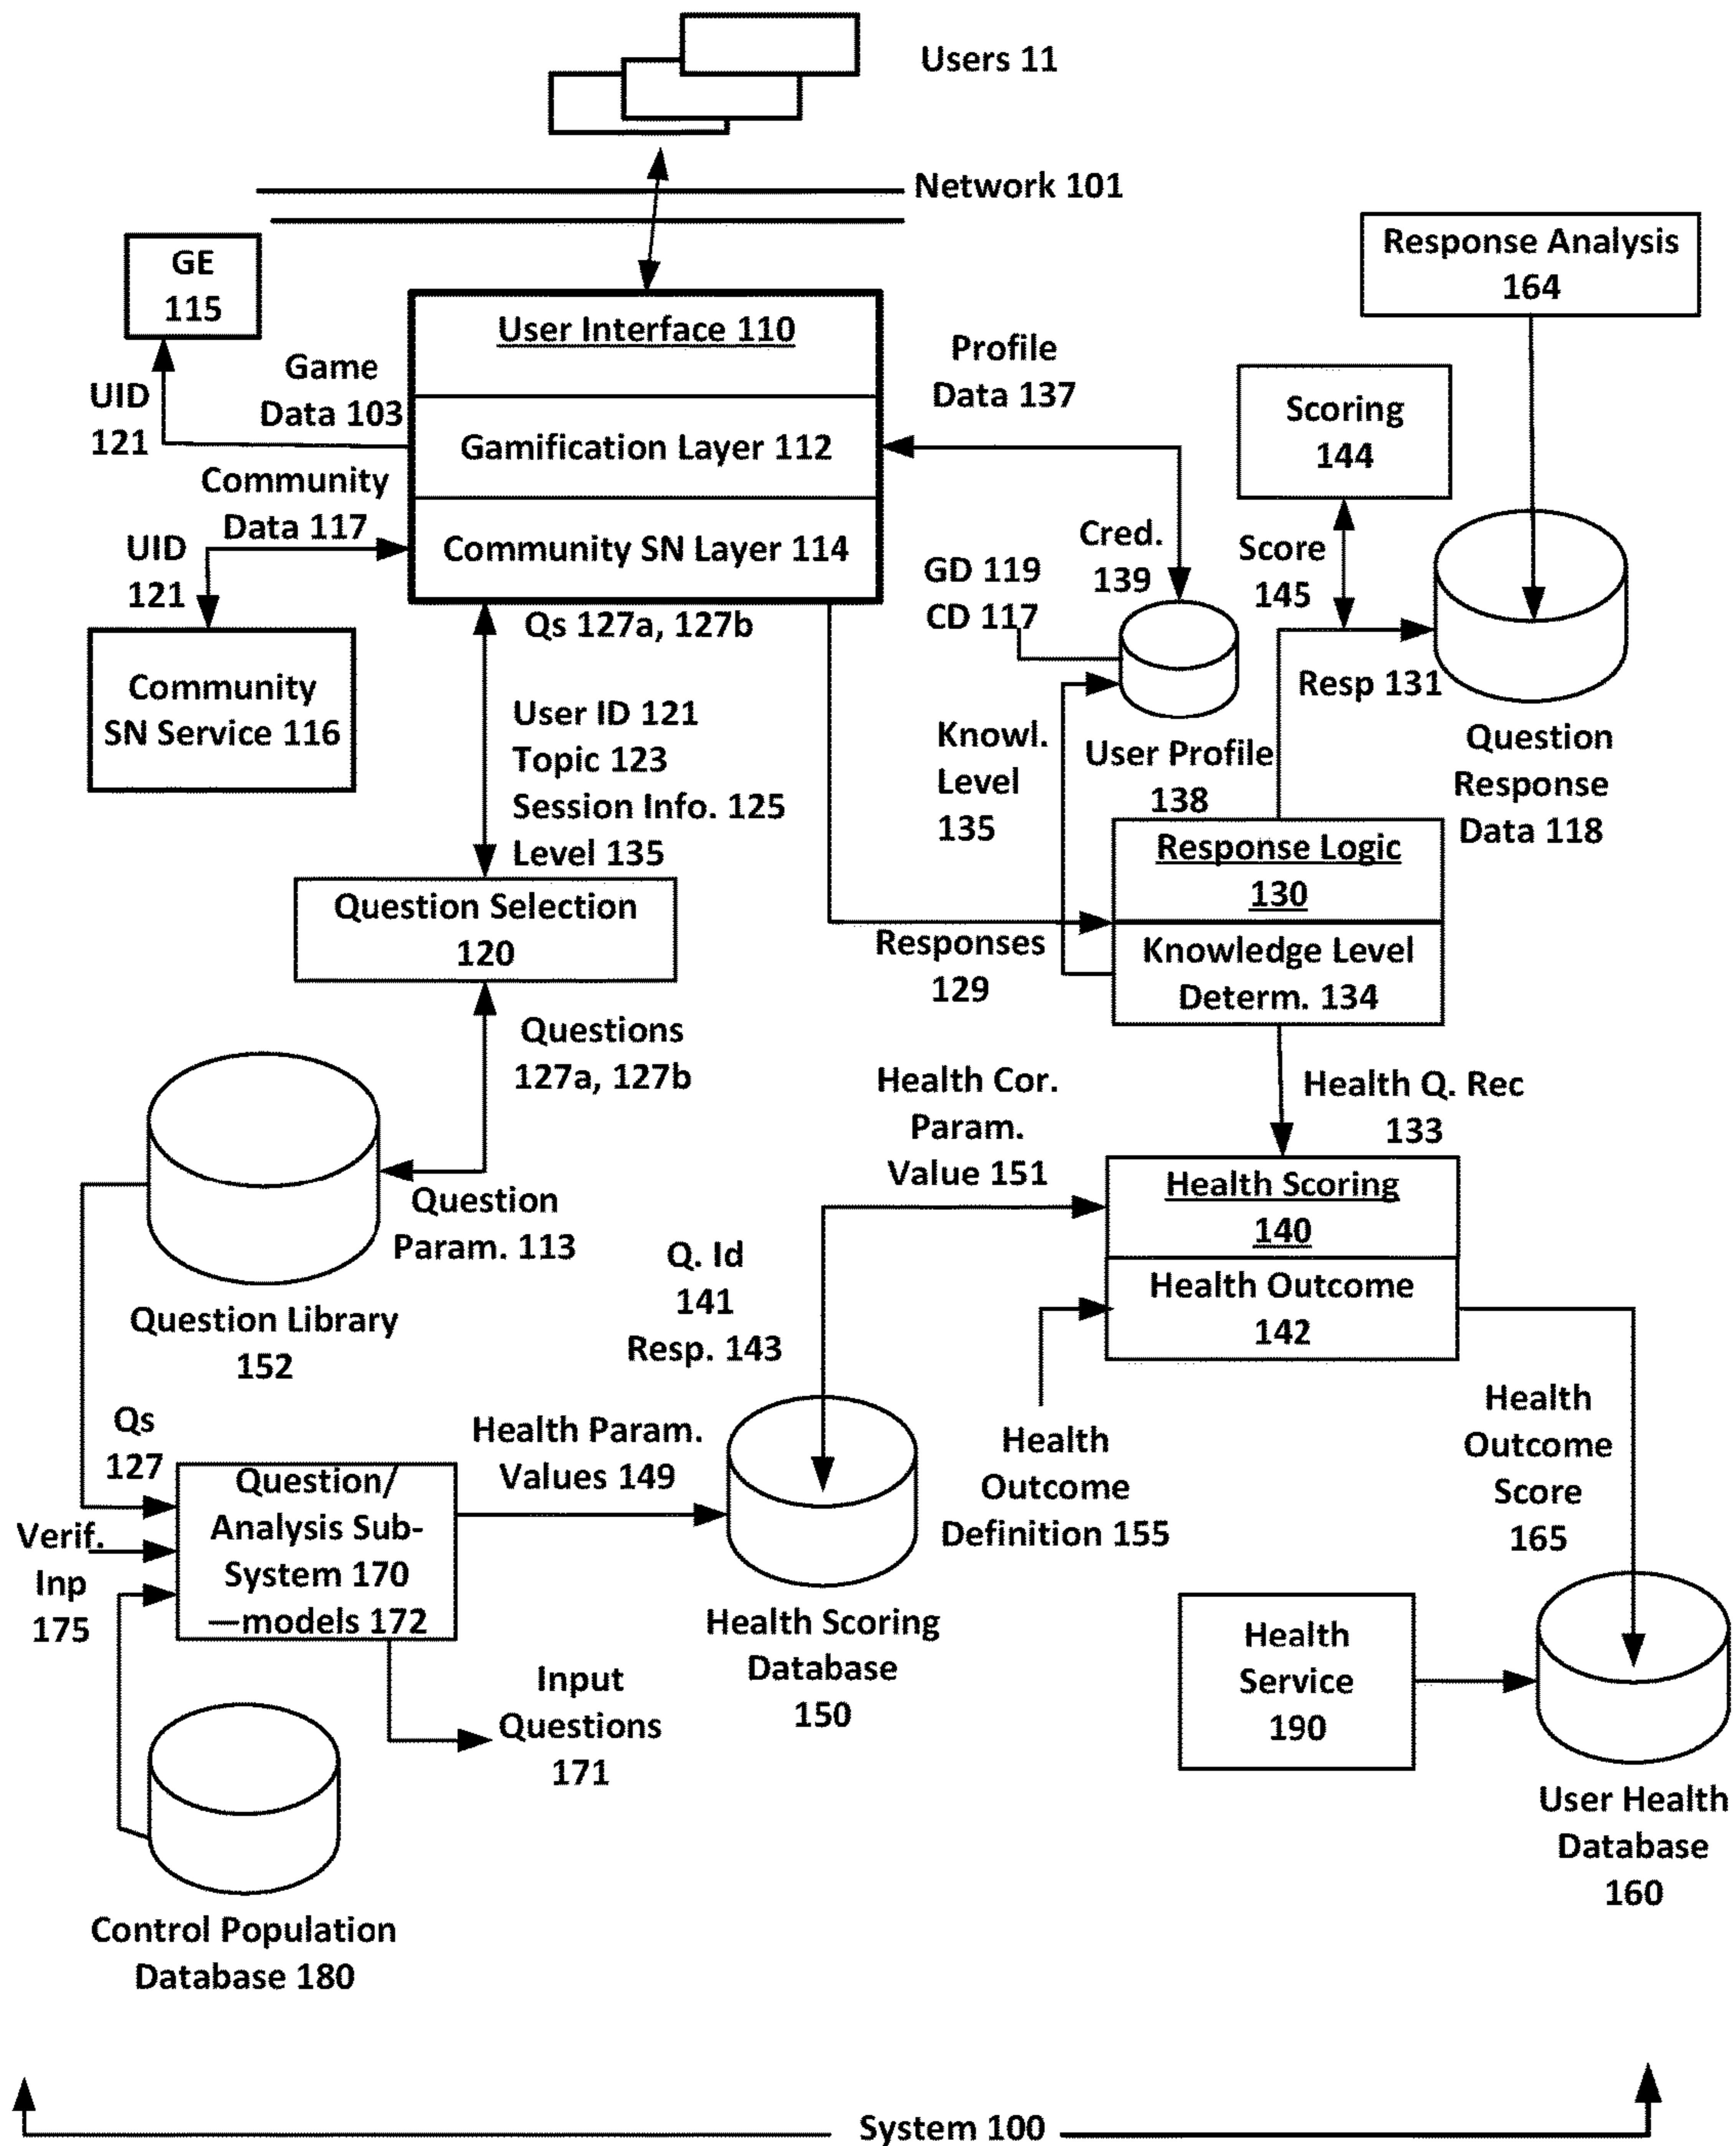 Users 11
Network 101
GE
115
Response Analysis
164
User Interface 110
Gamification Layer 112
Community SN Layer 114
Game
Data 103
UID
121
Community
Data 117
UID
121
Community
SN Service 116
Profile
Data 137
Scoring
144
Cred.
139
GD 119
CD 117
Score
145
Resp 131
Qs 127a, 127b
User ID 121
Topic 123
Session Info. 125
Level 135
Knowl.
Level
135
User Profile
138
Question
Response
Data 118
Response Logic
130
Knowledge Level
Determ. 134
Question Selection
120
Responses
129
Questions
127a, 127b
Health Cor.
Param.
Value 151
Health Q. Rec
133
Question
Param. 113
Question Library
152
Q. Id
141
Resp. 143
Health Scoring
140
Health Outcome
142
Qs
127
Health Param.
Values 149
Health
Outcome
Definition 155
Health
Outcome
Score
165
Question/
Analysis Sub-
System 170
—models 172
Verif.
Inp
175
Health Scoring
Database
150
Input
Questions
171
Health
Service
190
User Health
Database
160
Control Population
Database 180
System 100